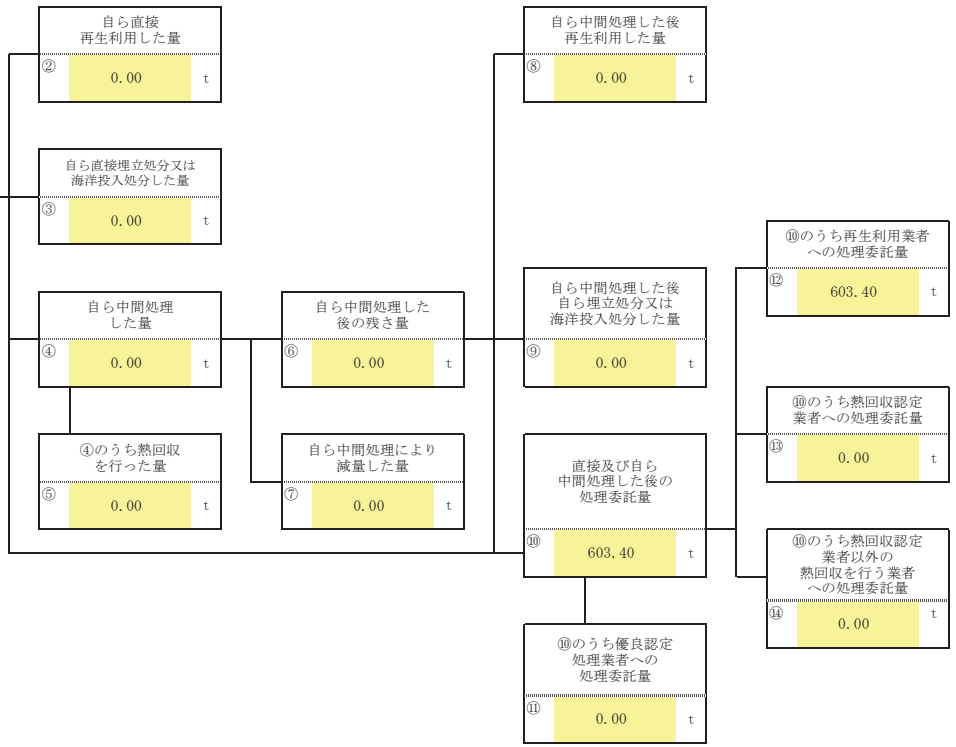 自ら直接
再生利用した量
②
0.00
t
自ら直接埋立処分又は
海洋投入処分した量
③
0.00
t
自ら中間処理
した量
④
0.00
t
④のうち熱回収
を行った量
⑤
0.00
t
自ら中間処理した
後の残さ量
⑥
0.00
t
自ら中間処理により
減量した量
⑦
0.00
t
自ら中間処理した後
再生利用した量
⑧
0.00
t
自ら中間処理した後
自ら埋立処分又は
海洋投入処分した量
⑨
0.00
t
直接及び自ら
中間処理した後の
処理委託量
⑩
603.40
t
⑩のうち優良認定
処理業者への
処理委託量
⑪
0.00
t
⑩のうち再生利用業者
への処理委託量
⑫
603.40
t
⑩のうち熱回収認定
業者への処理委託量
⑬
0.00
t
⑩のうち熱回収認定
業者以外の
熱回収を行う業者
への処理委託量
⑭
0.00
t